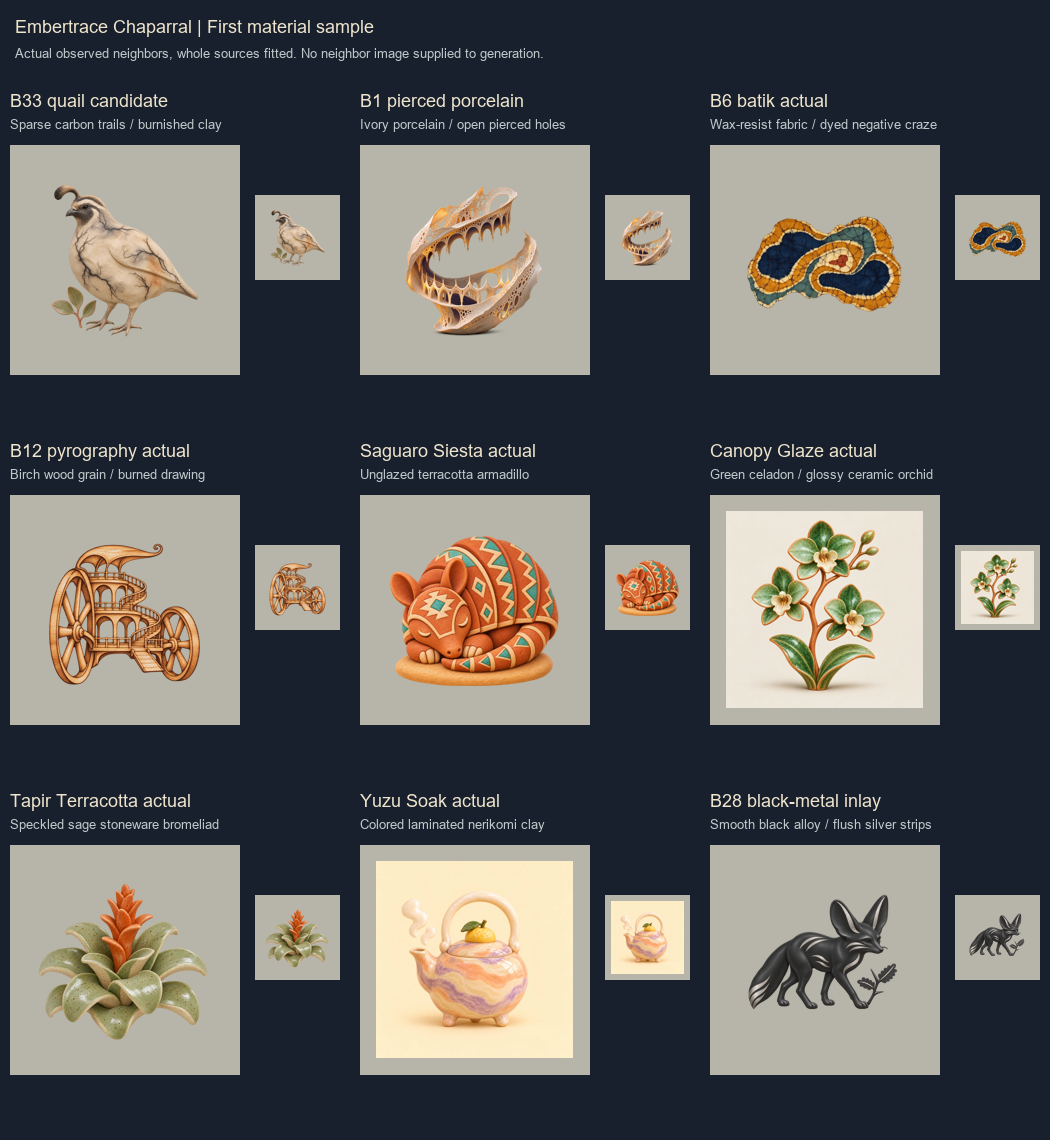 Embertrace Chaparral | First material sample
Actual observed neighbors, whole sources fitted. No neighbor image supplied to generation.
B33 quail candidate
Sparse carbon trails / burnished clay
B1 pierced porcelain
Ivory porcelain / open pierced holes
B6 batik actual
Wax-resist fabric / dyed negative craze
B12 pyrography actual
Birch wood grain / burned drawing
Saguaro Siesta actual
Unglazed terracotta armadillo
Canopy Glaze actual
Green celadon / glossy ceramic orchid
Tapir Terracotta actual
Speckled sage stoneware bromeliad
Yuzu Soak actual
Colored laminated nerikomi clay
B28 black-metal inlay
Smooth black alloy / flush silver strips